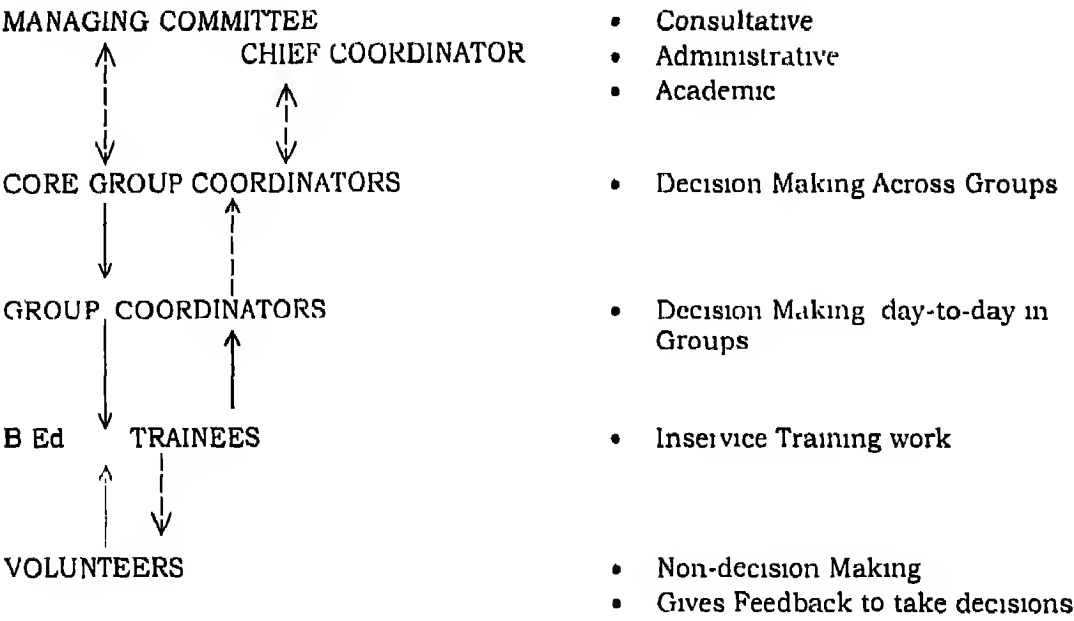 MANAGING COMMITTEE
CHIEF COORDINATOR
• Consultative
• Administrative
• Academic
CORE GROUP COORDINATORS
• Decision Making Across Groups
GROUP COORDINATORS
• Decision Making day-to-day in
Groups
B Ed TRAINEES
• Inservice Training work
VOLUNTEERS
• Non-decision Making
• Gives Feedback to take decisions